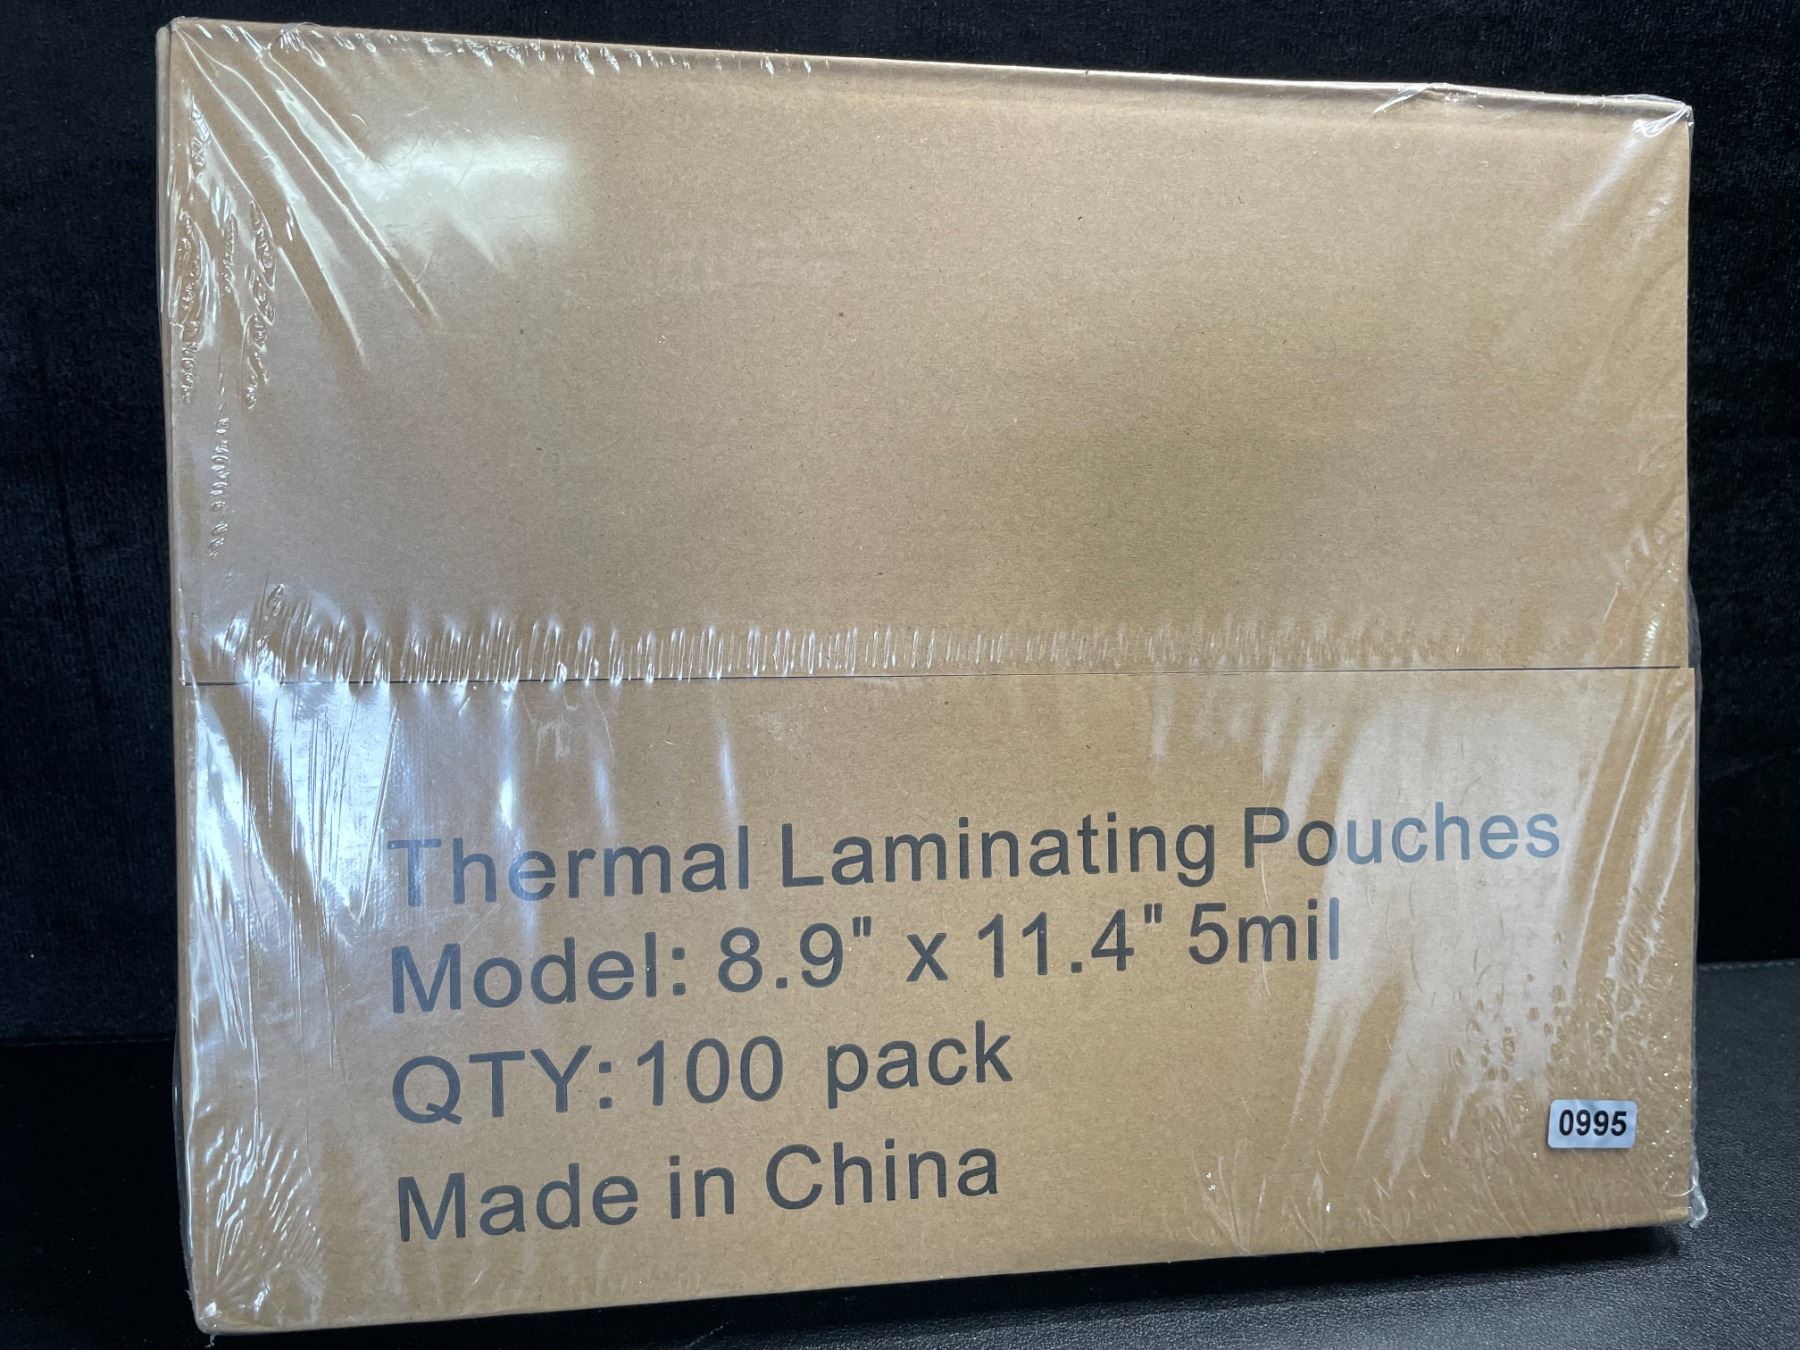 Thermal Laminating Pouches
Model: 8.9" x 11.4" 5mil
QTY: 100 pack
Made in China
0995